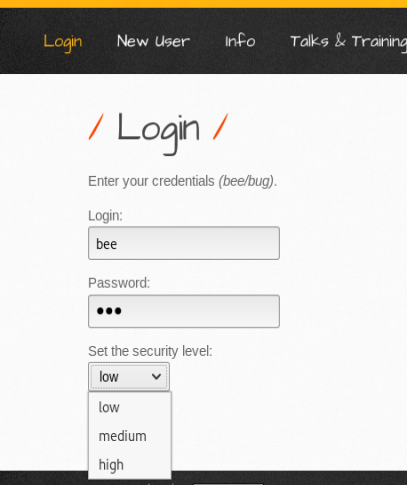 Login New User Info Talks & Training
/ Login /
Enter your credentials (bee/bug).
Login:
bee
Password:
●●●
Set the security level:
low
low
medium
high